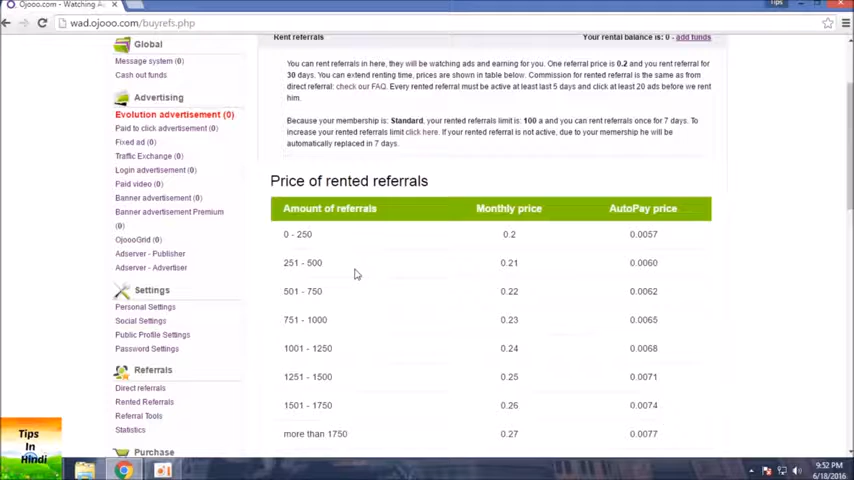 Ojooo.com - Watching Ad
Tips
wad.ojooo.com/buyrefs.php
Global
Message system (0)
Cash out funds
Advertising
Evolution advertisement (0)
Paid to click advertisement (0)
Fixed ad (0)
Traffic Exchange (0)
Login advertisement (0)
Paid video (0)
Banner advertisement (0)
Banner advertisement Premium
(0)
OjoooGrid (0)
Adserver - Publisher
Adserver - Advertiser
Settings
Personal Settings
Social Settings
Public Profile Settings
Password Settings
Referrals
Direct referrals
Rented Referrals
Referral Tools
Statistics
Purchase
Rent referrals
Your rental balance is: 0 - add funds
You can rent referrals in here, they will be watching ads and earning for you. One referral price is 0.2 and you rent referral for
30 days. You can extend renting time, prices are shown in table below. Commission for rented referral is the same as from
direct referral: check our FAQ. Every rented referral must be active at least last 5 days and click at least 20 ads before we rent
him.
Because your membership is: Standard, your rented referrals limit is: 100 a and you can rent referrals once for 7 days. To
increase your rented referrals limit click here. If your rented referral is not active, due to your memership he will be
automatically replaced in 7 days.
Price of rented referrals
Amount of referrals Monthly price AutoPay price
0 - 250 0.2 0.0057
251 - 500 0.21 0.0060
501 - 750 0.22 0.0062
751 - 1000 0.23 0.0065
1001 - 1250 0.24 0.0068
1251 - 1500 0.25 0.0071
1501 - 1750 0.26 0.0074
more than 1750 0.27 0.0077
Tips
In
Hindi
9:52 PM
6/18/2016